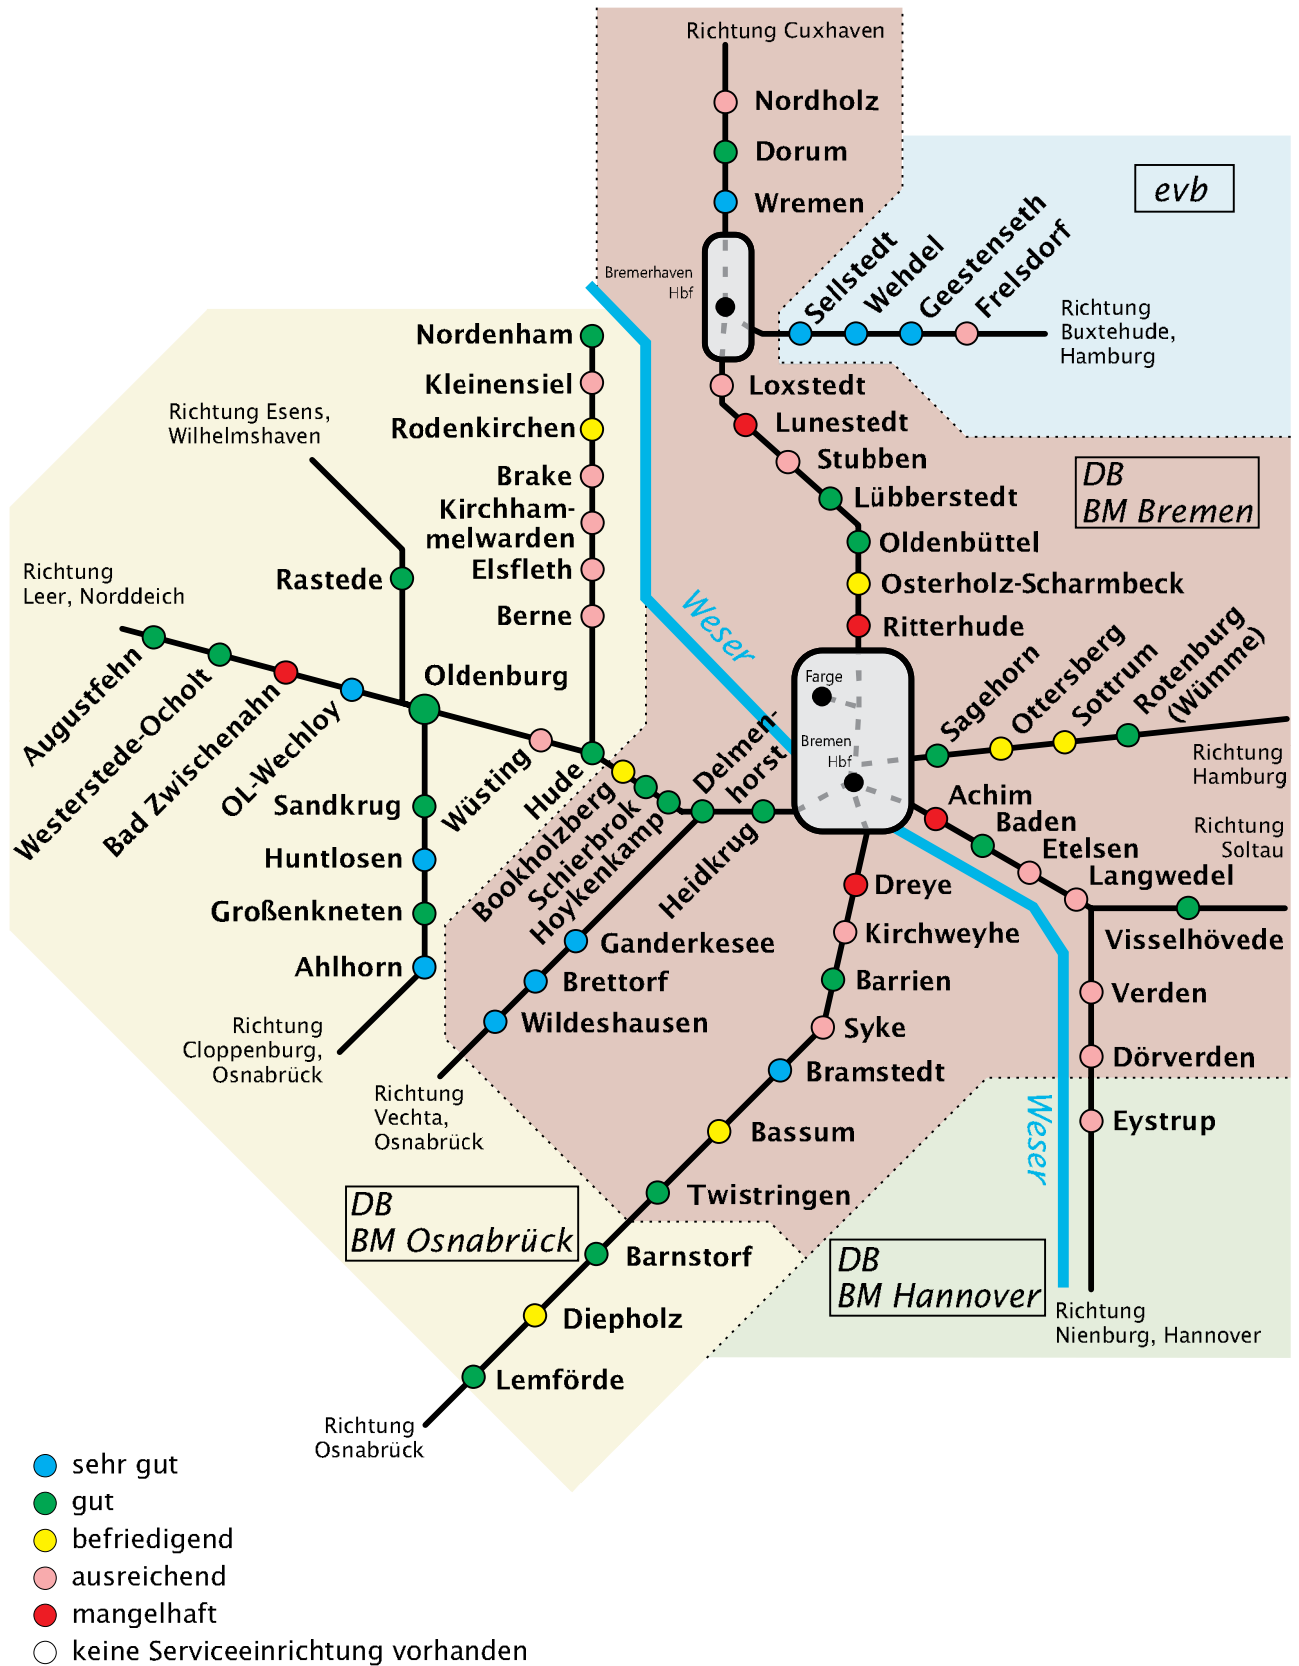 Richtung Cuxhaven
Nordholz
Dorum
Wremen
evb
Bremerhaven
Hbf
Sellstedt
Wehdel
Geestenseth
Frelsdorf
Richtung
Buxtehude,
Hamburg
Nordenham
Kleinensiel
Rodenkirchen
Brake
Kirchham-
melwarden
Elsfleth
Berne
Loxstedt
Lunestedt
Stubben
Lübberstedt
Oldenbüttel
Osterholz-Scharmbeck
Ritterhude
DB
BM Bremen
Richtung Esens,
Wilhelmshaven
Rastede
Richtung
Leer, Norddeich
Augustfehn
Westerstede-Ocholt
Bad Zwischenahn
OL-Wechloy
Oldenburg
Wüsting
Hude
Bookholzberg
Schierbrok
Hoykenkamp
Delmen-
horst
Heidkrug
Weser
Farge
Bremen
Hbf
Sagehorn
Ottersberg
Sottrum
Rotenburg
(Wümme)
Richtung
Hamburg
Achim
Baden
Etelsen
Langwedel
Richtung
Soltau
Visselhövede
Verden
Dörverden
Eystrup
Sandkrug
Huntlosen
Großenkneten
Ahlhorn
Richtung
Cloppenburg,
Osnabrück
Ganderkesee
Brettorf
Wildeshausen
Richtung
Vechta,
Osnabrück
Dreye
Kirchweyhe
Barrien
Syke
Bramstedt
Bassum
Twistringen
Barnstorf
Diepholz
Lemförde
Richtung
Osnabrück
Weser
DB
BM Osnabrück
DB
BM Hannover
Richtung
Nienburg, Hannover
sehr gut
gut
befriedigend
ausreichend
mangelhaft
keine Serviceeinrichtung vorhanden